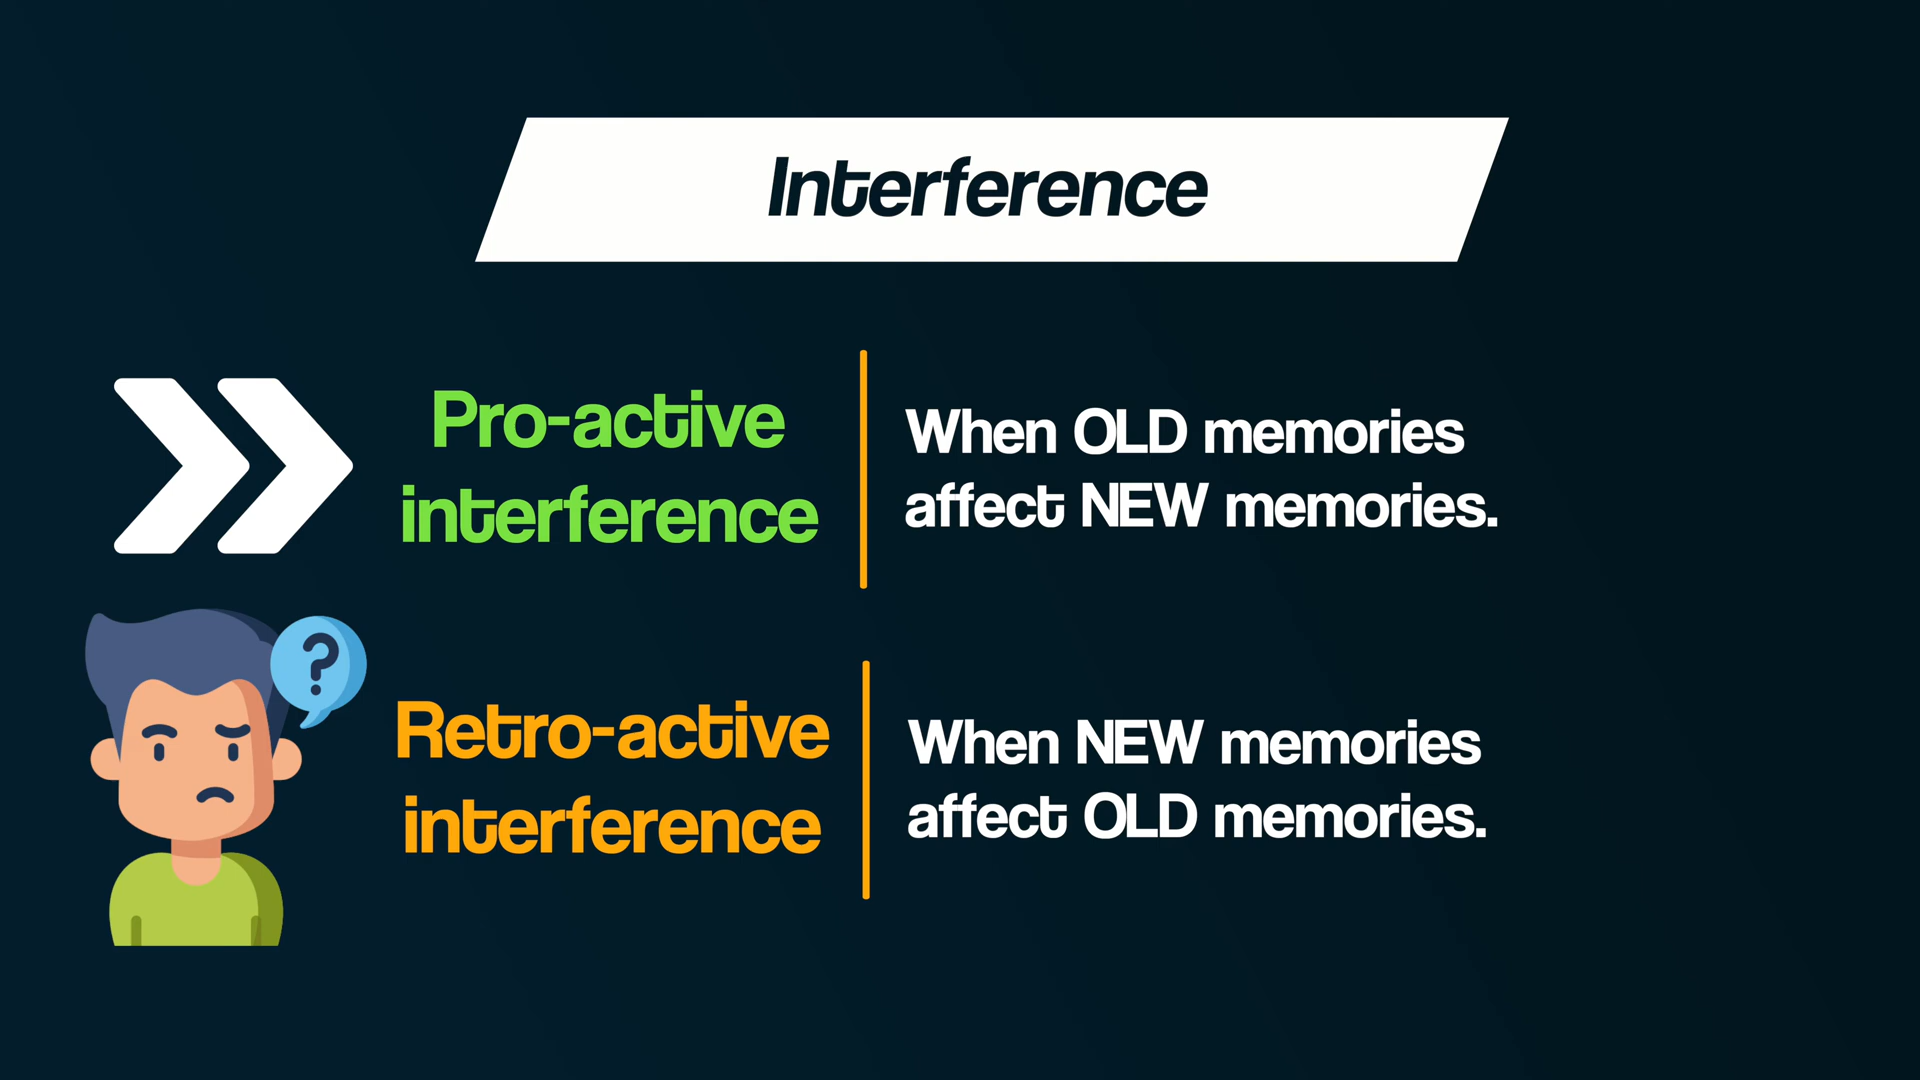 Interference
Pro-active
interference
When OLD memories
affect NEW memories.
?
Retro-active
interference
When NEW memories
affect OLD memories.